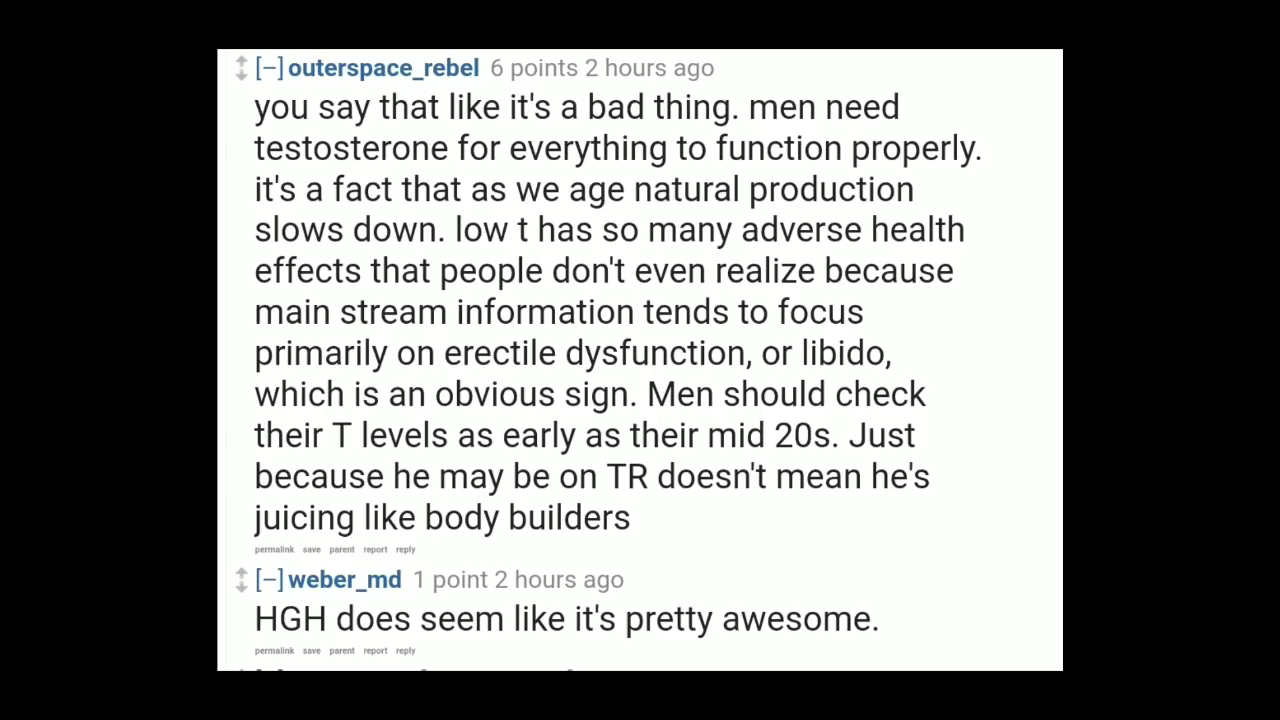 [–] outerspace_rebel 6 points 2 hours ago
you say that like it's a bad thing. men need
testosterone for everything to function properly.
it's a fact that as we age natural production
slows down. low t has so many adverse health
effects that people don't even realize because
main stream information tends to focus
primarily on erectile dysfunction, or libido,
which is an obvious sign. Men should check
their T levels as early as their mid 20s. Just
because he may be on TR doesn't mean he's
juicing like body builders
permalink save parent report reply
[–] weber_md 1 point 2 hours ago
HGH does seem like it's pretty awesome.
permalink save parent report reply